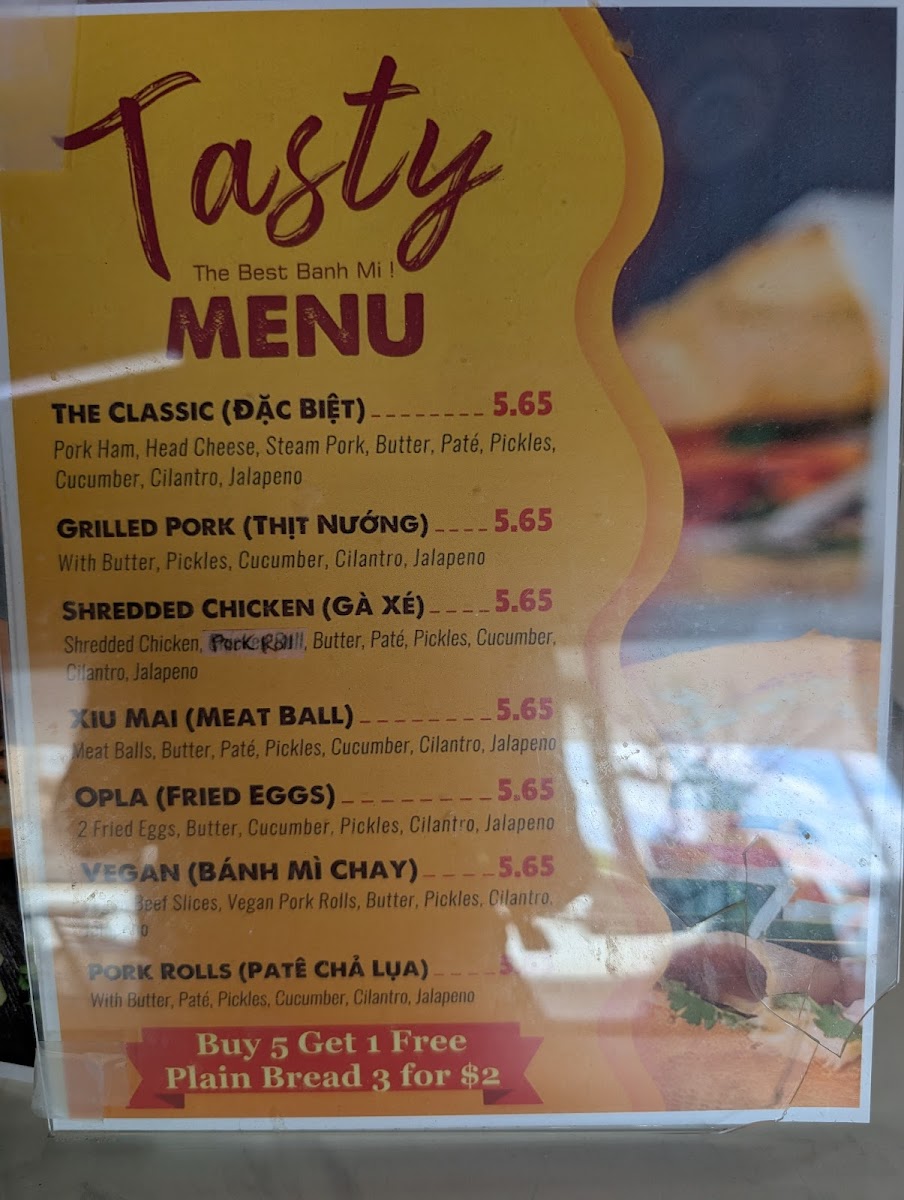 Tasty
The Best Banh Mi !
MENU
THE CLASSIC (ĐẶC BIỆT) 5.65
Pork Ham, Head Cheese, Steam Pork, Butter, Paté, Pickles,
Cucumber, Cilantro, Jalapeno
GRILLED PORK (THỊT NƯỚNG) 5.65
With Butter, Pickles, Cucumber, Cilantro, Jalapeno
SHREDDED CHICKEN (GÀ XÉ) 5.65
Shredded Chicken, Pork Roll, Butter, Paté, Pickles, Cucumber,
Cilantro, Jalapeno
XIU MAI (MEAT BALL) 5.65
Meat Balls, Butter, Paté, Pickles, Cucumber, Cilantro, Jalapeno
OPLA (FRIED EGGS) 5.65
2 Fried Eggs, Butter, Cucumber, Pickles, Cilantro, Jalapeno
VEGAN (BÁNH MÌ CHAY) 5.65
Beef Slices, Vegan Pork Rolls, Butter, Pickles, Cilantro,
PORK ROLLS (PATÊ CHẢ LỤA)
With Butter, Paté, Pickles, Cucumber, Cilantro, Jalapeno
Buy 5 Get 1 Free
Plain Bread 3 for $2